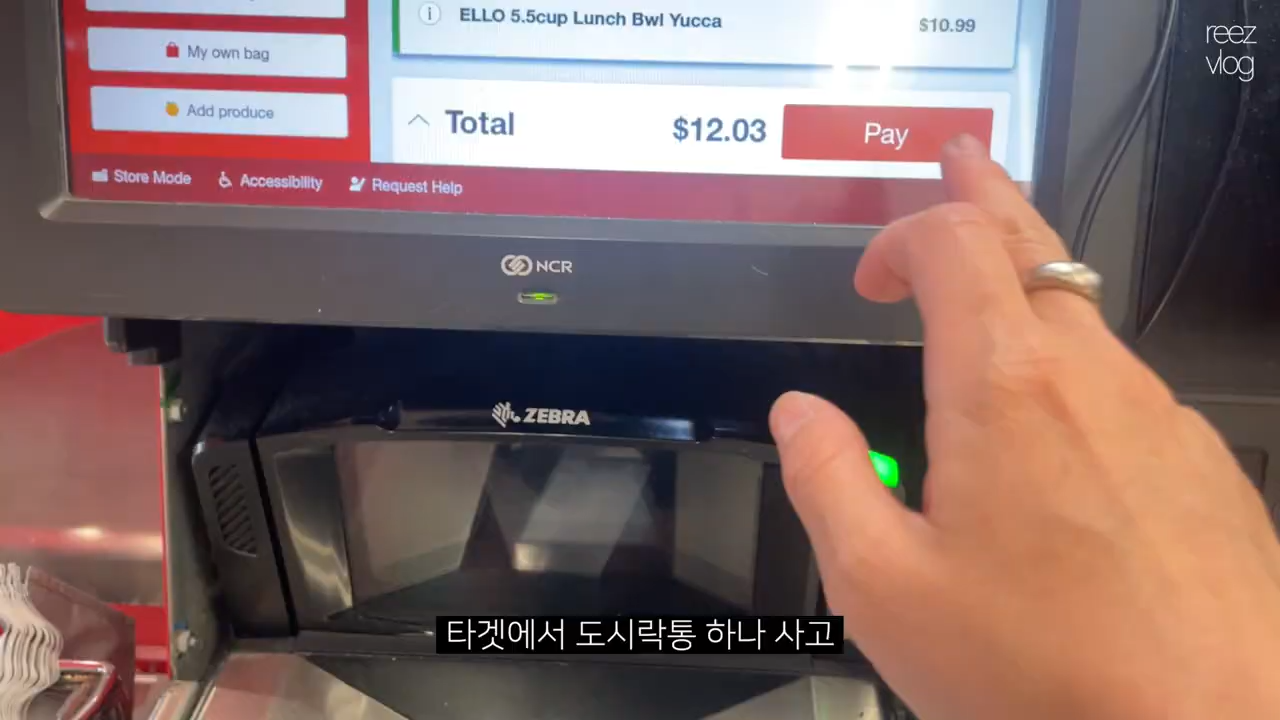 ELLO 5.5cup Lunch Bwl Yucca
$10.99
reez
vlog
My own bag
Add produce
Total
$12.03
Pay
Store Mode
Accessibility
Request Help
NCR
ZEBRA
타겟에서 도시락통 하나 사고